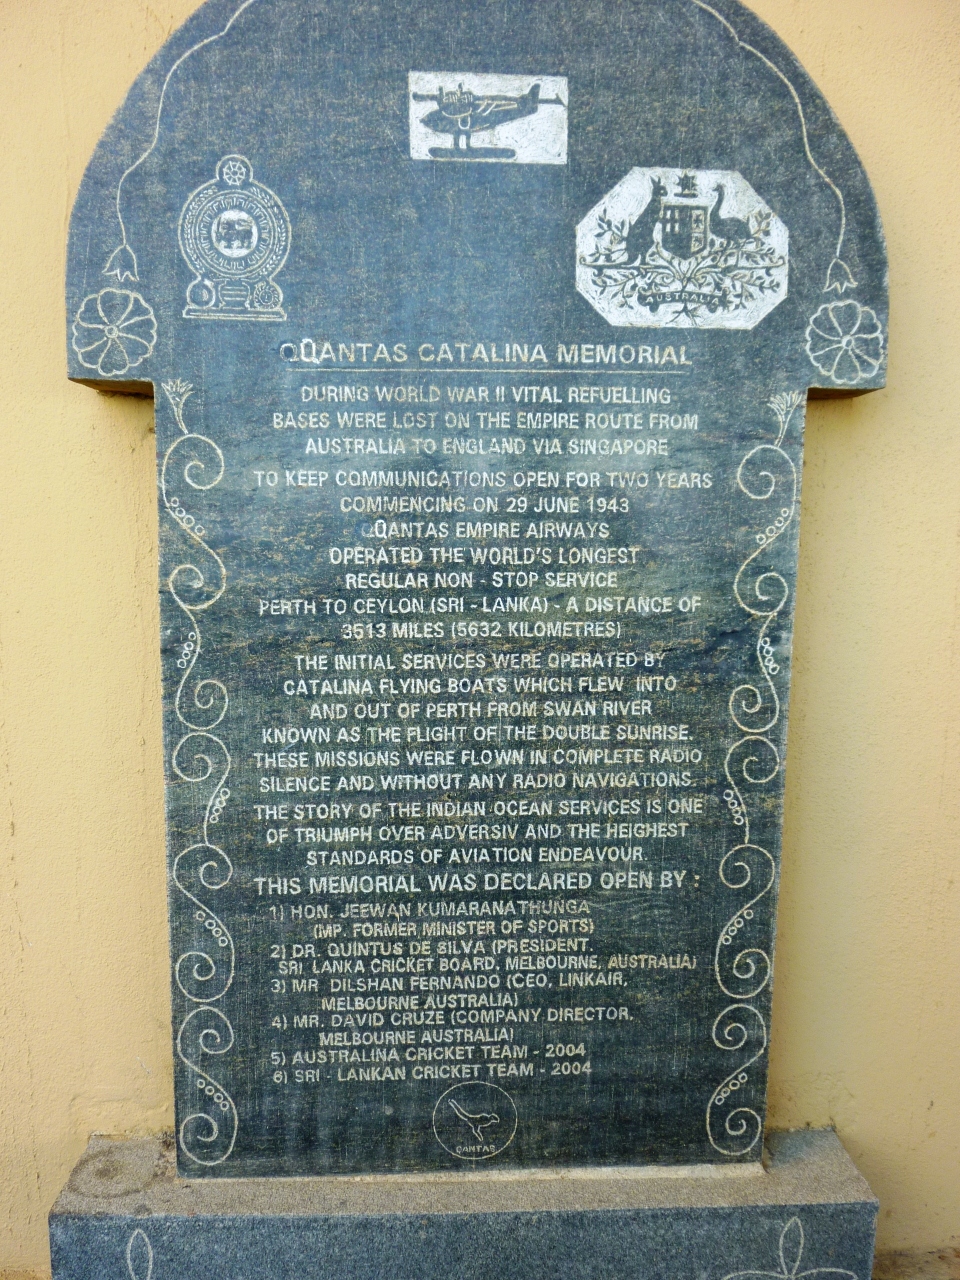 AUSTRALIA
QQANTAS CATALINA MEMORIAL
DURING WORLD WAR II VITAL REFUELLING
BASES WERE LOST ON THE EMPIRE ROUTE FROM
AUSTRALIA TO ENGLAND VIA SINGAPORE
TO KEEP COMMUNICATIONS OPEN FOR TWO YEARS
COMMENCING ON 29 JUNE 1943
QQANTAS EMPIRE AIRWAYS
OPERATED THE WORLD'S LONGEST
REGULAR NON - STOP SERVICE
PERTH TO CEYLON (SRI - LANKA) - A DISTANCE OF
3513 MILES (5632 KILOMETRES)
THE INITIAL SERVICES WERE OPERATED BY
CATALINA FLYING BOATS WHICH FLEW INTO
AND OUT OF PERTH FROM SWAN RIVER
KNOWN AS THE FLIGHT OF THE DOUBLE SUNRISE.
THESE MISSIONS WERE FLOWN IN COMPLETE RADIO
SILENCE AND WITHOUT ANY RADIO NAVIGATIONS.
THE STORY OF THE INDIAN OCEAN SERVICES IS ONE
OF TRIUMPH OVER ADVERSIV AND THE HEIGHEST
STANDARDS OF AVIATION ENDEAVOUR.
THIS MEMORIAL WAS DECLARED OPEN BY :
1) HON. JEEWAN KUMARANATHUNGA
(MP. FORMER MINISTER OF SPORTS)
2) DR. QUINTUS DE SILVA (PRESIDENT.
SRI LANKA CRICKET BOARD. MELBOURNE, AUSTRALIA)
3) MR DILSHAN FERNANDO (CEO, LINKAIR,
MELBOURNE AUSTRALIA)
4) MR. DAVID CRUZE (COMPANY DIRECTOR.
MELBOURNE AUSTRALIA)
5) AUSTRALINA CRICKET TEAM - 2004
6) SRI - LANKAN CRICKET TEAM - 2004
QANTAS